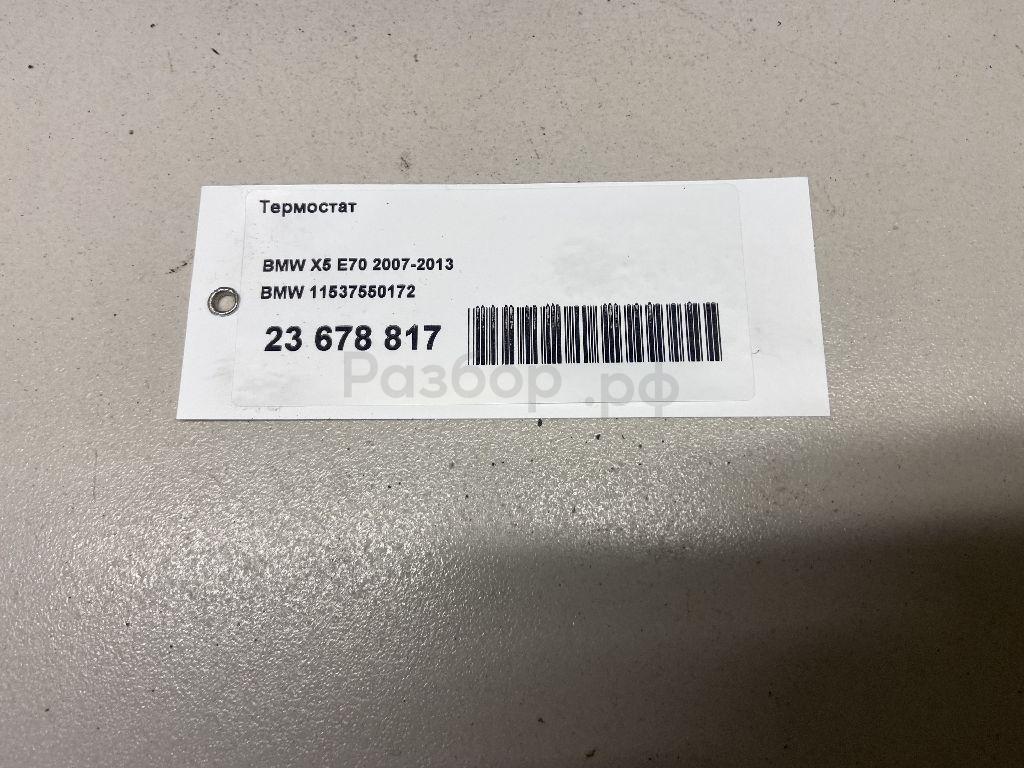 Термостат
BMW X5 E70 2007-2013
BMW 11537550172
23 678 817
Разбор.рф